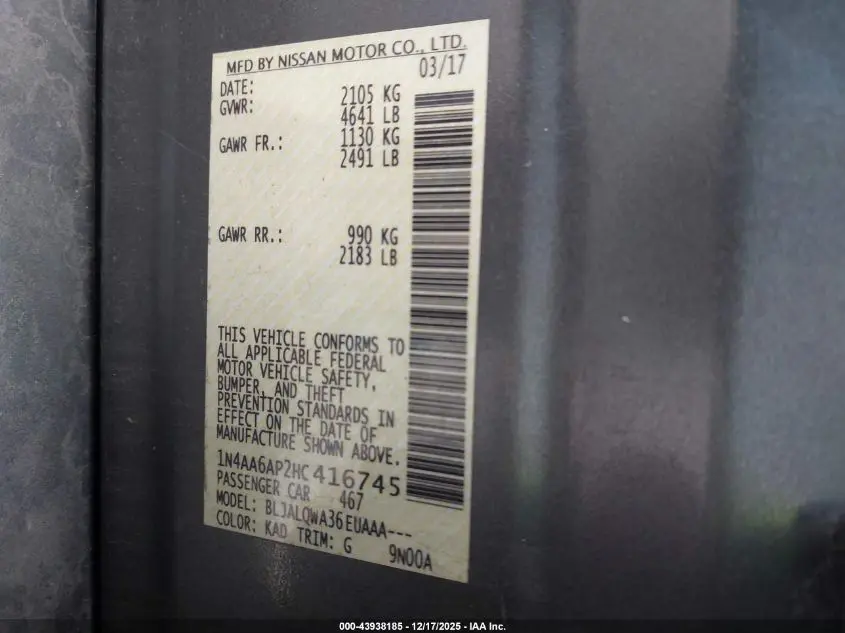 MFD BY NISSAN MOTOR CO., LTD.
DATE: 03/17
GVWR: 2105 KG
4641 LB
GAWR FR.: 1130 KG
2491 LB
GAWR RR.: 990 KG
2183 LB
THIS VEHICLE CONFORMS TO
ALL APPLICABLE FEDERAL
MOTOR VEHICLE SAFETY,
BUMPER, AND THEFT
PREVENTION STANDARDS IN
EFFECT ON THE DATE OF
MANUFACTURE SHOWN ABOVE.
1N4AA6AP2HC416745
PASSENGER CAR 467
MODEL: BLJALQWA36EUAAA---
COLOR: KAD TRIM: G 9N00A
000-43938185 - 12/17/2025 - IAA Inc.